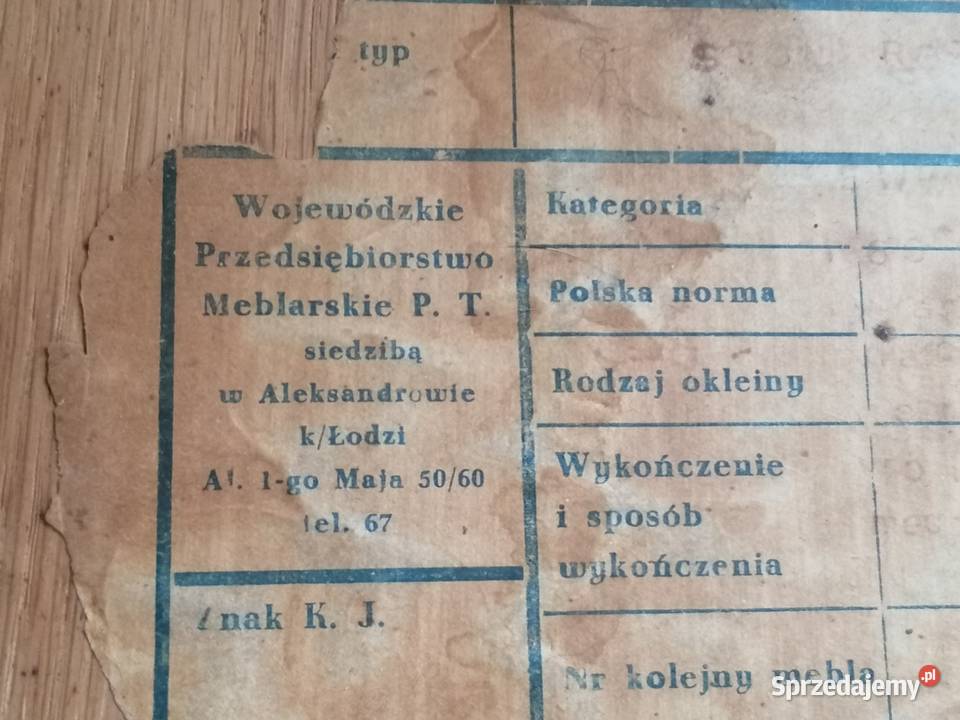 typ
Wojewódzkie
Przedsiębiorstwo
Meblarskie P. T.
siedzibą
w Aleksandrowie
k/Łodzi
Al. 1-go Maja 50/60
tel. 67
Znak K. J.
Kategoria
Polska norma
Rodzaj okleiny
Wykończenie
i sposób
wykończenia
Nr kolejny mebla
Sprzedajemy.pl